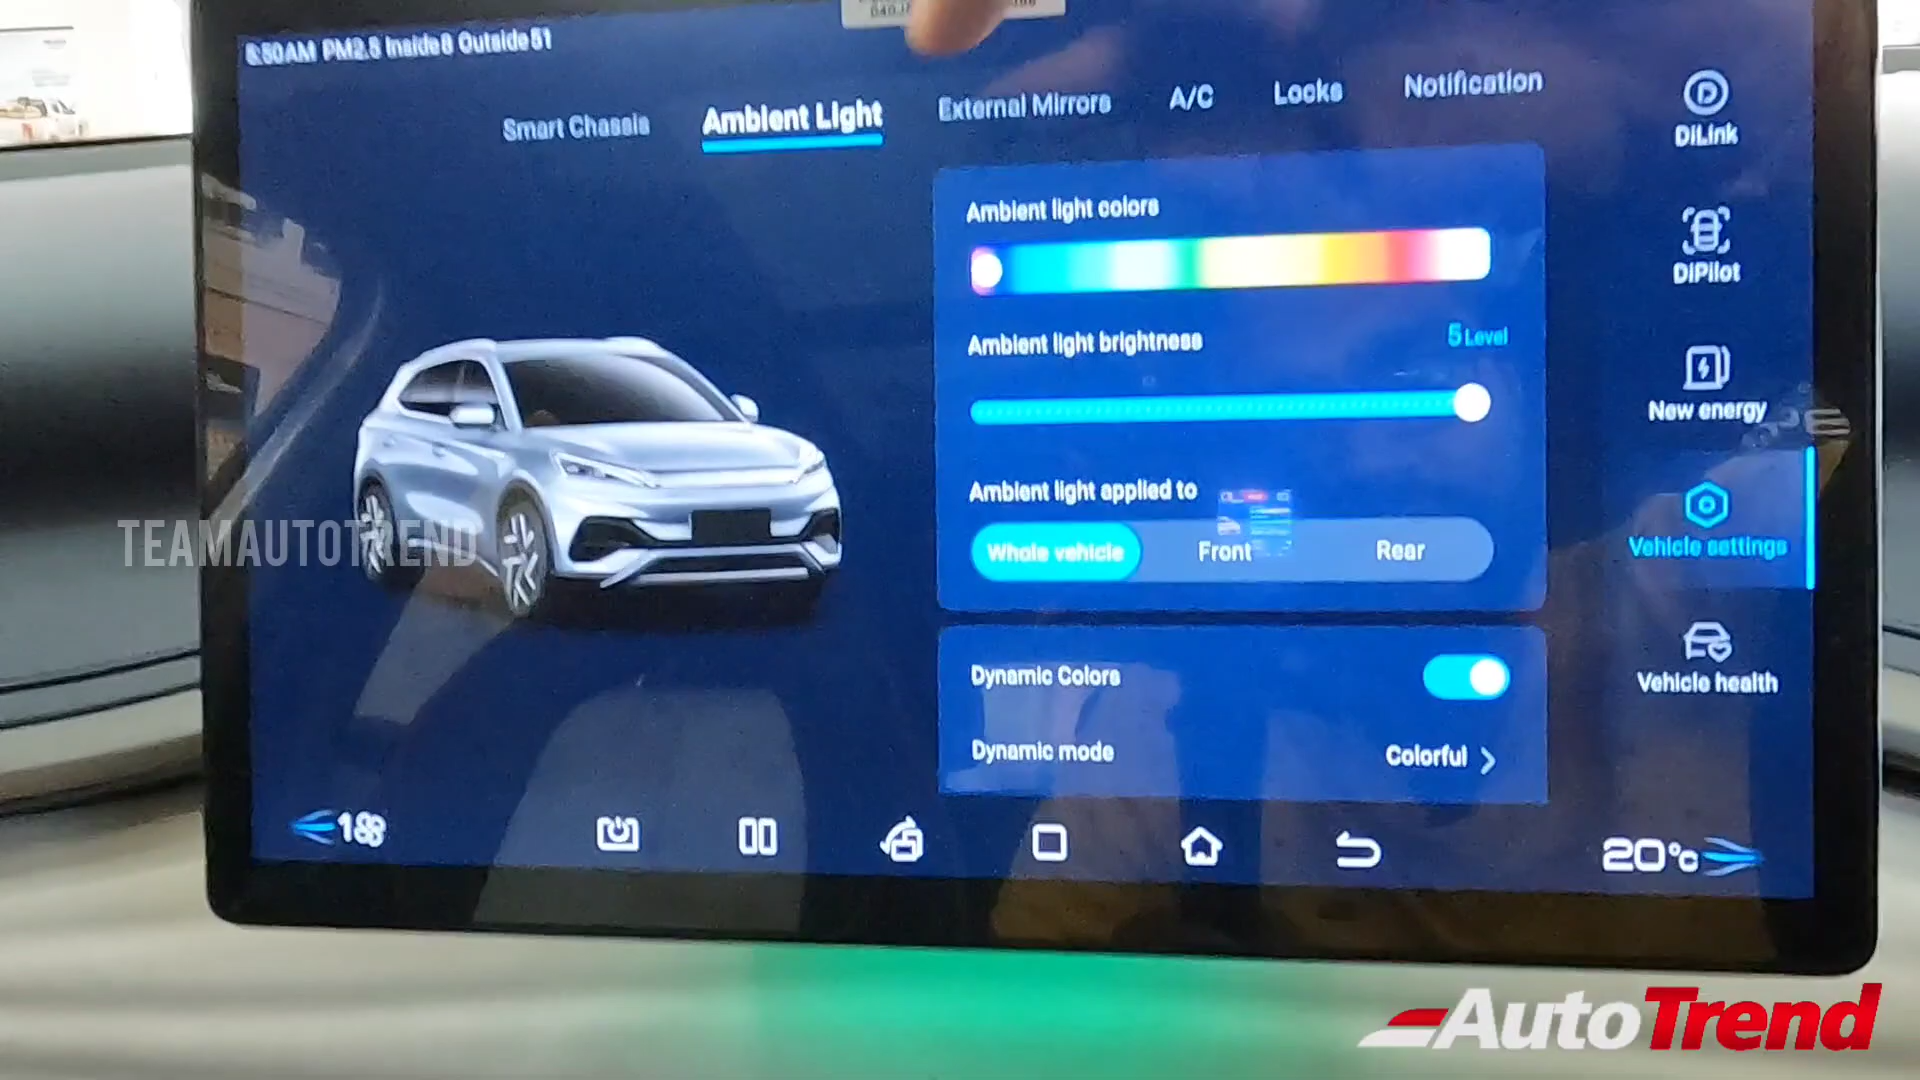 8:50AM PM2.5 Inside8 Outside51
Smart Chassis
Ambient Light
External Mirrors
A/C
Locks
Notification
Ambient light colors
Ambient light brightness
5 Level
Ambient light applied to
Whole vehicle
Front
Rear
Dynamic Colors
Dynamic mode
Colorful
DiLink
DiPilot
New energy
Vehicle settings
Vehicle health
1
20°C
TEAMAUTOTREND
AutoTrend